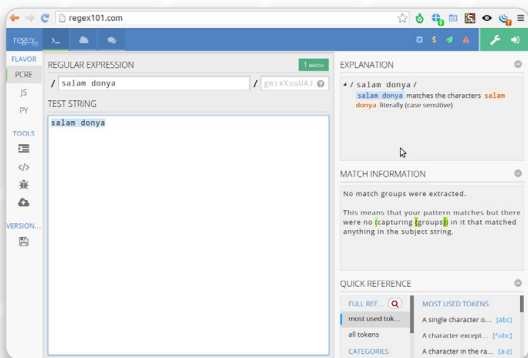 regex101.com
regex
FLAVOR
PCRE
JS
PY
TOOLS
</>
VERSION...
REGULAR EXPRESSION
1 match
/ salam donya / gmixXsuUAJ
TEST STRING
salam donya
EXPLANATION
/ salam donya /
salam donya matches the characters salam
donya literally (case sensitive)
MATCH INFORMATION
No match groups were extracted.
This means that your pattern matches but there
were no (capturing (groups)) in it that matched
anything in the subject string.
QUICK REFERENCE
FULL REF...
most used tok...
all tokens
CATEGORIES
MOST USED TOKENS
A single character o... [abc]
A character except... [^abc]
A character in the ra... [a-z]